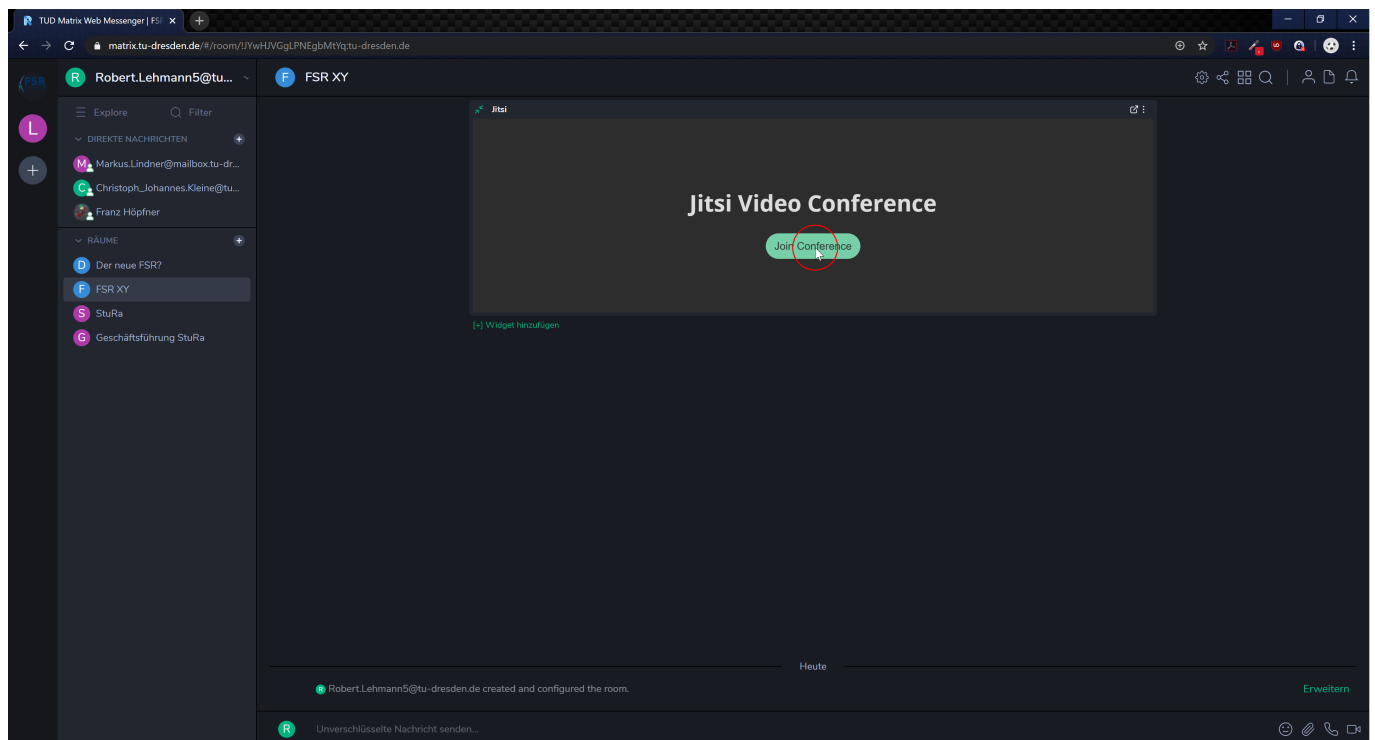 TUD Matrix Web Messenger | FSR
matrix.tu-dresden.de/#/room/!JYwHJVGgLPNEgbMtYq:tu-dresden.de
FSR
R Robert.Lehmann5@tu...
F FSR XY
L
Explore Filter
DIREKTE NACHRICHTEN
M Markus.Lindner@mailbox.tu-dr...
C Christoph_Johannes.Kleine@tu...
Franz Höpfner
RÄUME
D Der neue FSR?
F FSR XY
S StuRa
G Geschäftsführung StuRa
Jitsi
Jitsi Video Conference
Join Conference
[+] Widget hinzufügen
Heute
R Robert.Lehmann5@tu-dresden.de created and configured the room.
Erweitern
R Unverschlüsselte Nachricht senden...